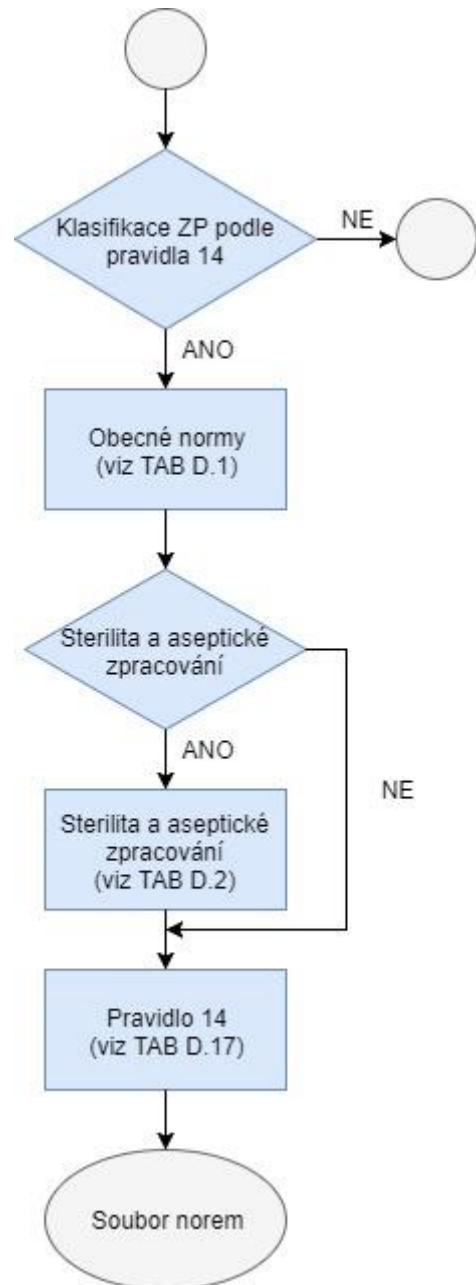 Klasifikace ZP podle
pravidla 14
NE
ANO
Obecné normy
(viz TAB D.1)
Sterilita a aseptické
zpracování
ANO
NE
Sterilita a aseptické
zpracování
(viz TAB D.2)
Pravidlo 14
(viz TAB D.17)
Soubor norem